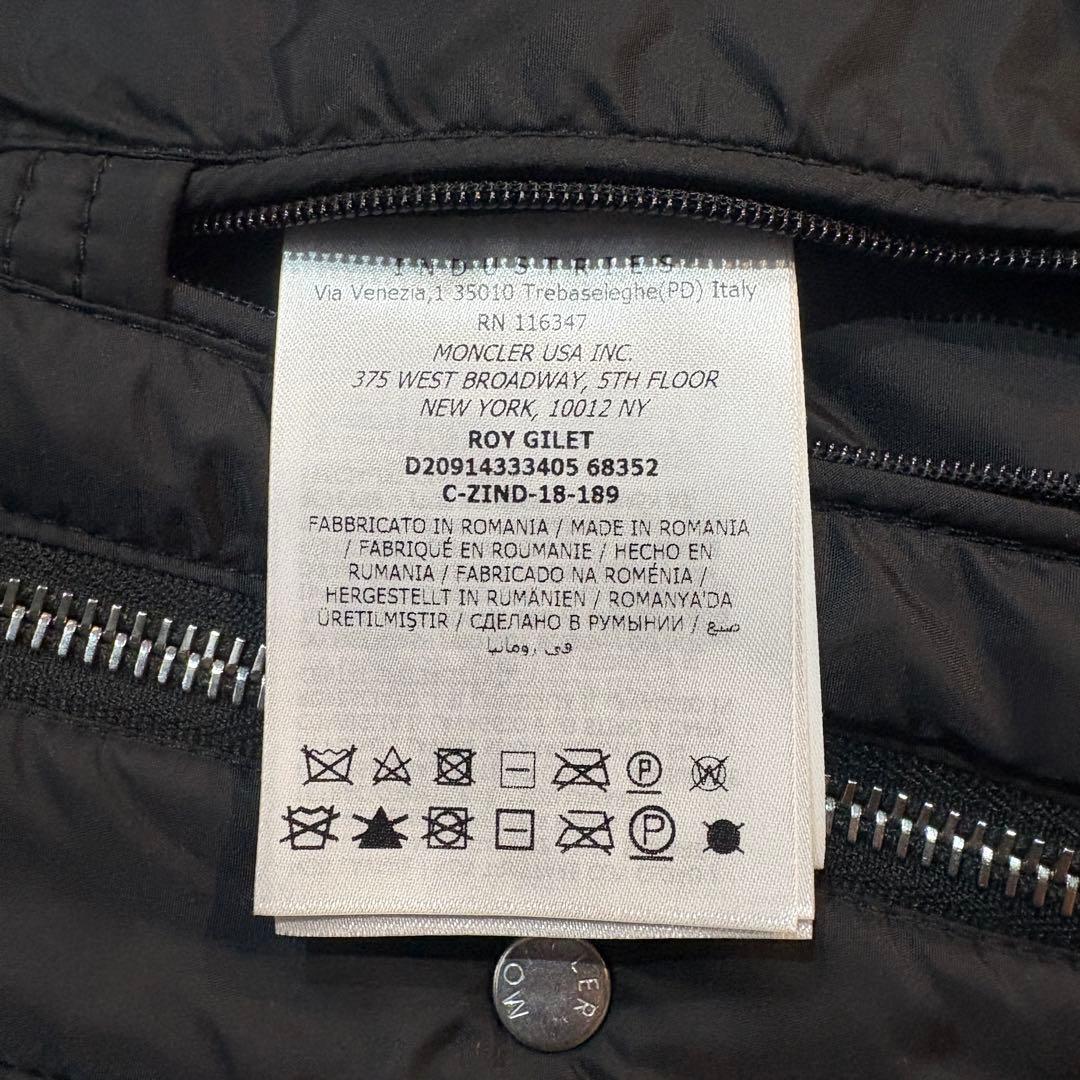 INDUSTRIES
Via Venezia,1 35010 Trebaseleghe(PD) Italy
RN 116347
MONCLER USA INC.
375 WEST BROADWAY, 5TH FLOOR
NEW YORK, 10012 NY
ROY GILET
D20914333405 68352
C-ZIND-18-189
FABBRICATO IN ROMANIA / MADE IN ROMANIA
/ FABRIQUÉ EN ROUMANIE / HECHO EN
RUMANIA / FABRICADO NA ROMÉNIA /
HERGESTELLT IN RUMÄNIEN / ROMANYA'DA
ÜRETILMIŞTIR / СДЕЛАНО В РУМЫНИИ / صنع
في رومانيا
P W
P
MO LER